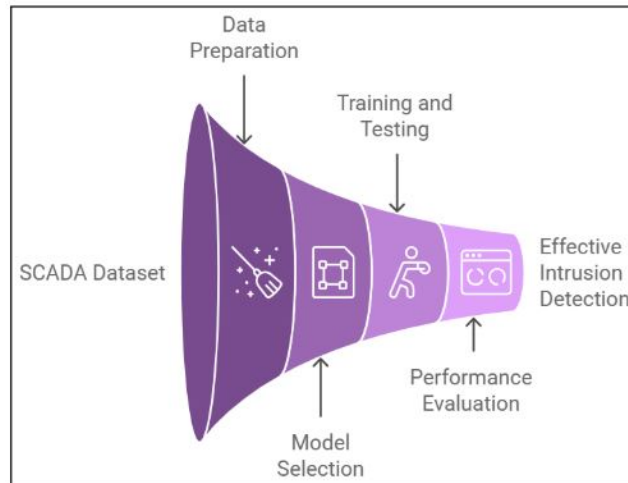 Data
Preparation
Training and
Testing
SCADA Dataset
Effective
Intrusion
Detection
Performance
Evaluation
Model
Selection